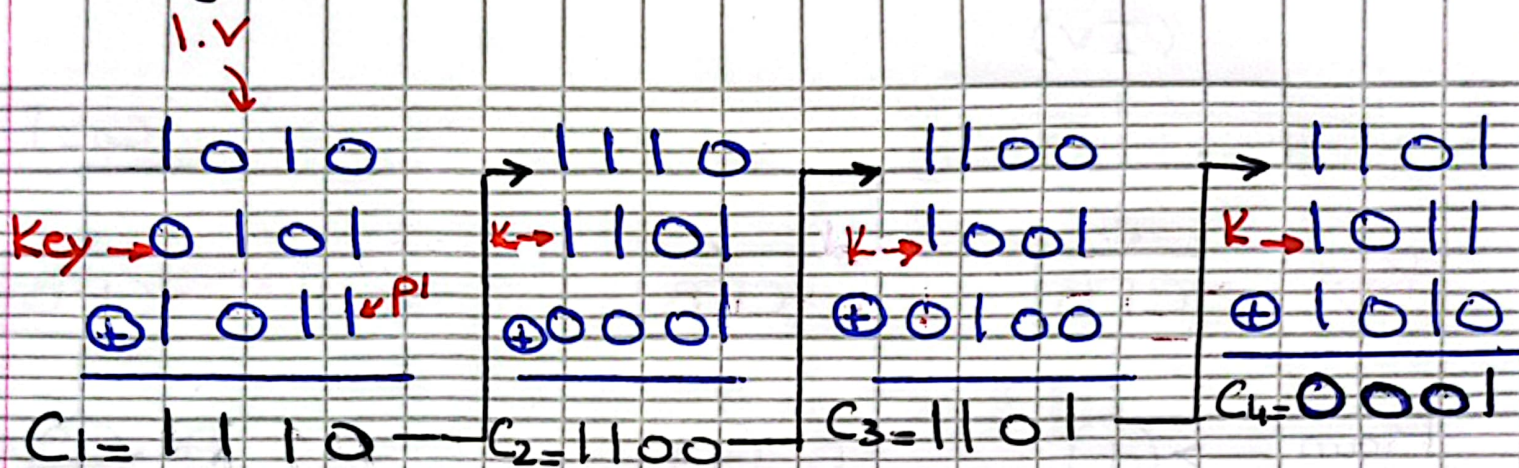 I.V
1010 1110 1100 1101
Key → 0101 K → 1101 K → 1001 K → 1011
⊕ 1011 ← P1 ⊕ 0001 ⊕ 0100 ⊕ 1010
C1 = 1110 C2 = 1100 C3 = 1101 C4 = 0001